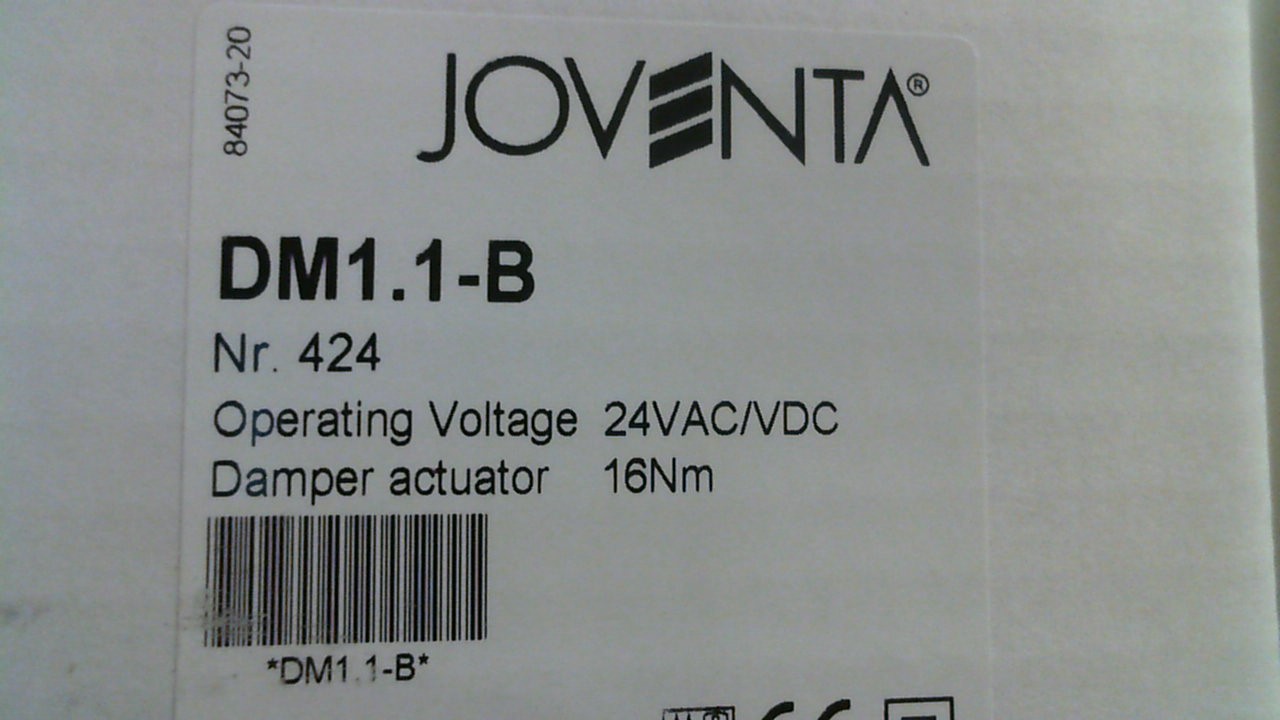 84073-20
JOVENTA®
DM1.1-B
Nr. 424
Operating Voltage 24VAC/VDC
Damper actuator 16Nm
*DM1.1-B*